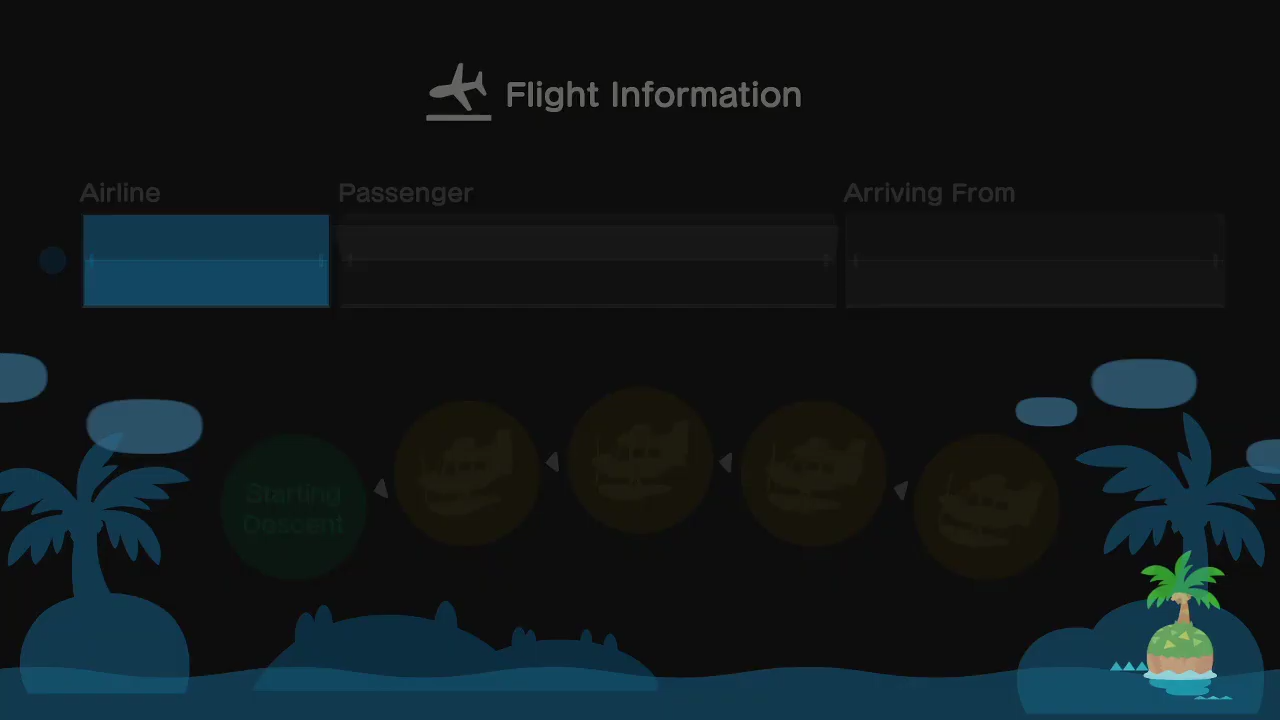 Flight Information
Airline
Passenger
Arriving From
Starting
Descent